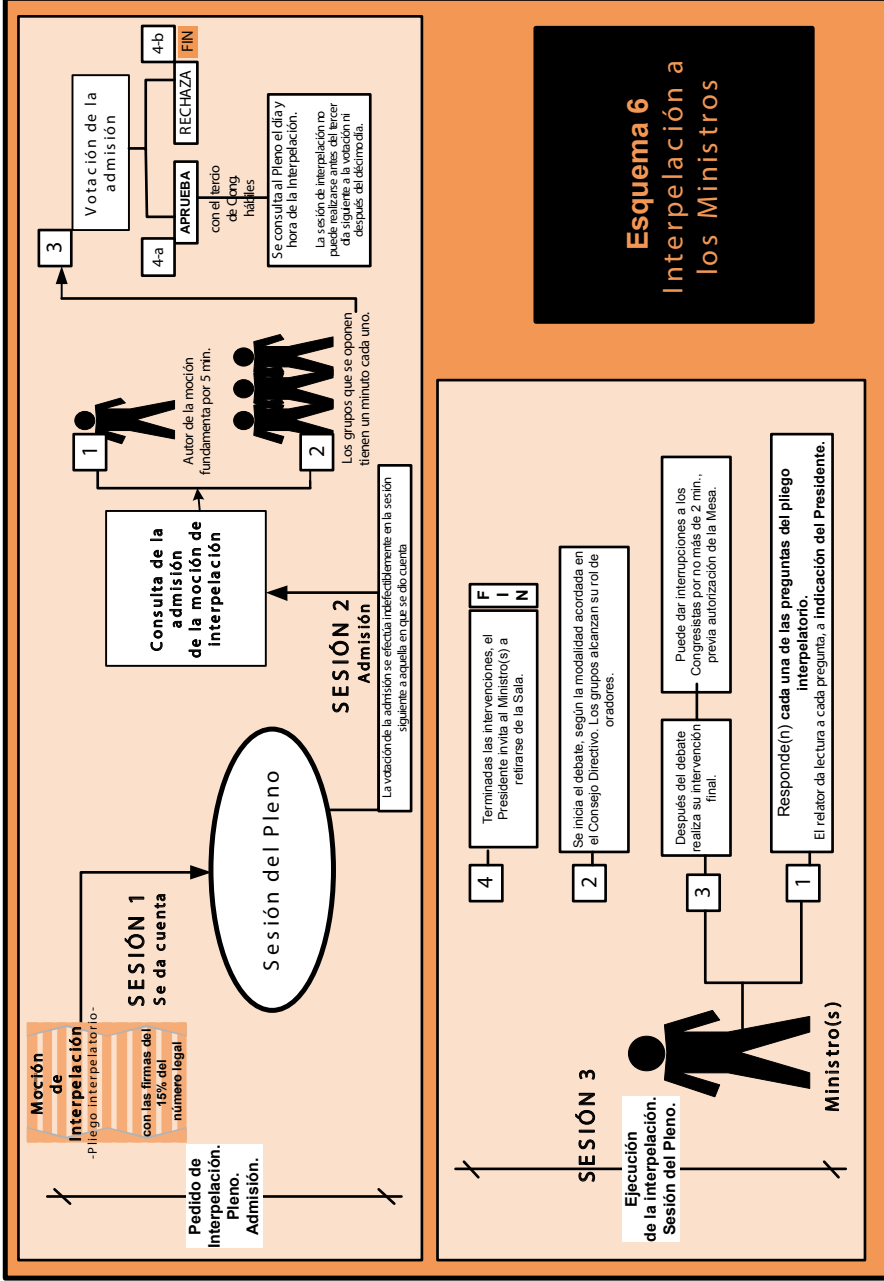 Pedido de
Interpelación.
Pleno.
Admisión.
Moción
de
Interpelación
-Pliego interpelatorio-
con las firmas del
15% del
número legal
SESIÓN 1
Se da cuenta
Sesión del Pleno
SESIÓN 2
Admisión
La votación de la admisión se efectúa indefectiblemente en la sesión
siguiente a aquella en que se dio cuenta
Consulta de la
admisión
de la moción de
interpelación
1
Autor de la moción
fundamenta por 5 min.
2
Los grupos que se oponen
tienen un minuto cada uno.
3
Votación de la
admisión
4-a
APRUEBA
con el tercio
de Cong.
hábiles
Se consulta al Pleno el día y
hora de la Interpelación.
La sesión de interpelación no
puede realizarse antes del tercer
día siguiente a la votación ni
después del décimo día.
4-b
RECHAZA
FIN
Ejecución
de la interpelación.
Sesión del Pleno.
SESIÓN 3
Ministro(s)
1
Responde(n) cada una de las preguntas del pliego
interpelatorio.
El relator da lectura a cada pregunta, a indicación del Presidente.
2
Se inicia el debate, según la modalidad acordada en
el Consejo Directivo. Los grupos alcanzan su rol de
oradores.
3
Después del debate
realiza su intervención
final.
Puede dar interrupciones a los
Congresistas por no más de 2 min.,
previa autorización de la Mesa.
4
Terminadas las intervenciones, el
Presidente invita al Ministro(s) a
retirarse de la Sala.
F
I
N
Esquema 6
Interpelación a
los Ministros